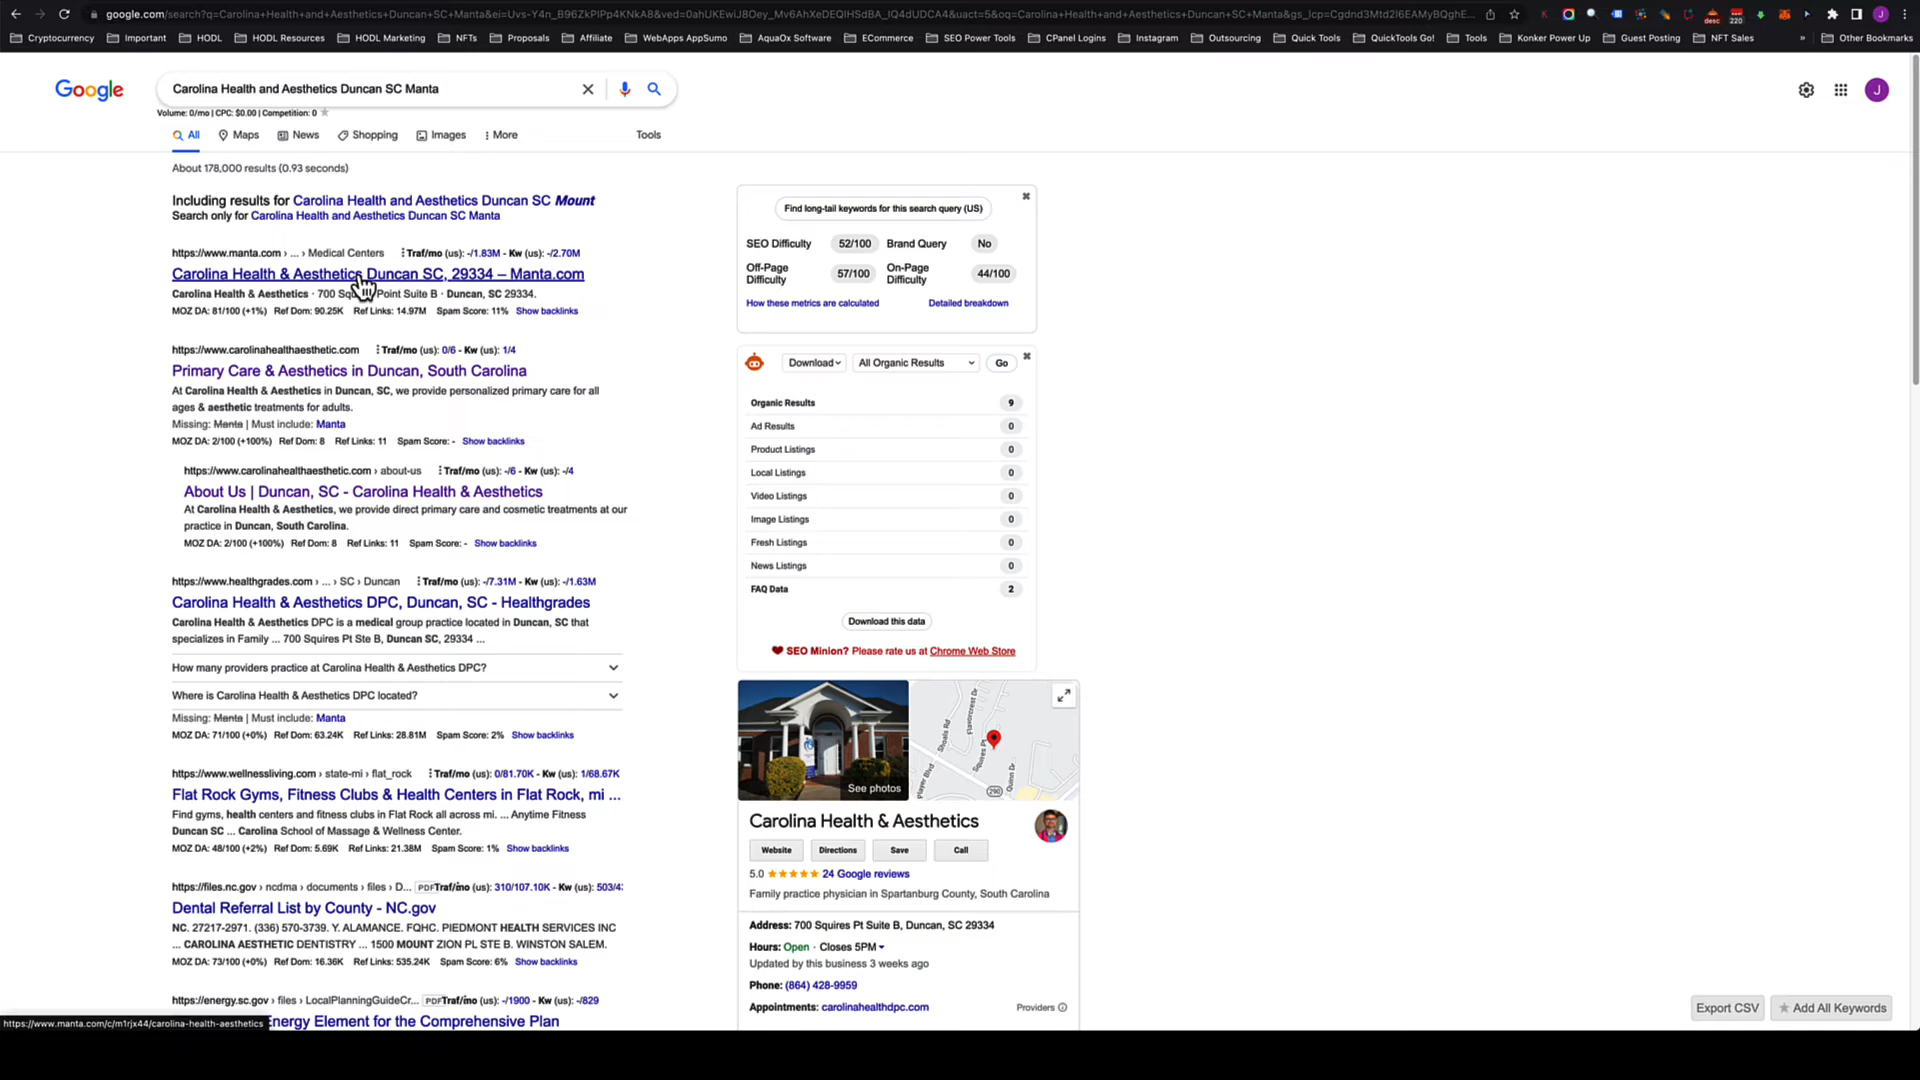 google.com/search?q=Carolina+Health+and+Aesthetics+Duncan+SC+Manta&ei=Uvs-Y4n_B96ZkPIPp4KNkA8&ved=0ahUKEwiJ8Oey_Mv6AhXeDEQIHSdBA_IQ4dUDCA4&uact=5&oq=Carolina+Health+and+Aesthetics+Duncan+SC+Manta&gs_lcp=Cgdnd3Mtd2l6EAMyBQghE...
Cryptocurrency Important HODL HODL Resources HODL Marketing NFTs Proposals Affiliate WebApps AppSumo AquaOx Software ECommerce SEO Power Tools CPanel Logins Instagram Outsourcing Quick Tools QuickTools Go! Tools Konker Power Up Guest Posting NFT Sales » Other Bookmarks
desc 220 J
Google
Carolina Health and Aesthetics Duncan SC Manta
J
Volume: 0/mo | CPC: $0.00 | Competition: 0
All Maps News Shopping Images More Tools
About 178,000 results (0.93 seconds)
Including results for Carolina Health and Aesthetics Duncan SC Mount
Search only for Carolina Health and Aesthetics Duncan SC Manta
https://www.manta.com › ... › Medical Centers Traf/mo (us): -/1.83M - Kw (us): -/2.70M
Carolina Health & Aesthetics Duncan SC, 29334 – Manta.com
Carolina Health & Aesthetics · 700 Squ Point Suite B · Duncan, SC 29334.
MOZ DA: 81/100 (+1%) Ref Dom: 90.25K Ref Links: 14.97M Spam Score: 11% Show backlinks
https://www.carolinahealthaesthetic.com Traf/mo (us): 0/6 - Kw (us): 1/4
Primary Care & Aesthetics in Duncan, South Carolina
At Carolina Health & Aesthetics in Duncan, SC, we provide personalized primary care for all
ages & aesthetic treatments for adults.
Missing: Manta | Must include: Manta
MOZ DA: 2/100 (+100%) Ref Dom: 8 Ref Links: 11 Spam Score: - Show backlinks
https://www.carolinahealthaesthetic.com › about-us Traf/mo (us): -/6 - Kw (us): -/4
About Us | Duncan, SC - Carolina Health & Aesthetics
At Carolina Health & Aesthetics, we provide direct primary care and cosmetic treatments at our
practice in Duncan, South Carolina.
MOZ DA: 2/100 (+100%) Ref Dom: 8 Ref Links: 11 Spam Score: - Show backlinks
https://www.healthgrades.com › ... › SC › Duncan Traf/mo (us): -/7.31M - Kw (us): -/1.63M
Carolina Health & Aesthetics DPC, Duncan, SC - Healthgrades
Carolina Health & Aesthetics DPC is a medical group practice located in Duncan, SC that
specializes in Family ... 700 Squires Pt Ste B, Duncan SC, 29334 ...
How many providers practice at Carolina Health & Aesthetics DPC?
Where is Carolina Health & Aesthetics DPC located?
Missing: Manta | Must include: Manta
MOZ DA: 71/100 (+0%) Ref Dom: 63.24K Ref Links: 28.81M Spam Score: 2% Show backlinks
https://www.wellnessliving.com › state-mi › flat_rock Traf/mo (us): 0/81.70K - Kw (us): 1/68.67K
Flat Rock Gyms, Fitness Clubs & Health Centers in Flat Rock, mi ...
Find gyms, health centers and fitness clubs in Flat Rock all across mi. ... Anytime Fitness
Duncan SC ... Carolina School of Massage & Wellness Center.
MOZ DA: 48/100 (+2%) Ref Dom: 5.69K Ref Links: 21.38M Spam Score: 1% Show backlinks
https://files.nc.gov › ncdma › documents › files › D... PDF Traf/mo (us): 310/107.10K - Kw (us): 503/4
Dental Referral List by County - NC.gov
NC. 27217-2971. (336) 570-3739. Y. ALAMANCE. FQHC. PIEDMONT HEALTH SERVICES INC
... CAROLINA AESTHETIC DENTISTRY ... 1500 MOUNT ZION PL STE B. WINSTON SALEM.
MOZ DA: 73/100 (+0%) Ref Dom: 16.36K Ref Links: 535.24K Spam Score: 6% Show backlinks
https://energy.sc.gov › files › LocalPlanningGuideCr... PDF Traf/mo (us): -/1900 - Kw (us): -/829
Energy Element for the Comprehensive Plan
https://www.manta.com/c/m1rjx44/carolina-health-aesthetics
Find long-tail keywords for this search query (US)
SEO Difficulty 52/100 Brand Query No
Off-Page Difficulty 57/100 On-Page Difficulty 44/100
How these metrics are calculated Detailed breakdown
Download All Organic Results Go
Organic Results 9
Ad Results 0
Product Listings 0
Local Listings 0
Video Listings 0
Image Listings 0
Fresh Listings 0
News Listings 0
FAQ Data 2
Download this data
SEO Minion? Please rate us at Chrome Web Store
See photos
Shoals Rd
Flavorcrest Dr
Squires Pt
Player Blvd
Quinn Dr
290
Carolina Health & Aesthetics
Website Directions Save Call
5.0 24 Google reviews
Family practice physician in Spartanburg County, South Carolina
Address: 700 Squires Pt Suite B, Duncan, SC 29334
Hours: Open · Closes 5PM
Updated by this business 3 weeks ago
Phone: (864) 428-9959
Appointments: carolinahealthdpc.com Providers
Export CSV Add All Keywords